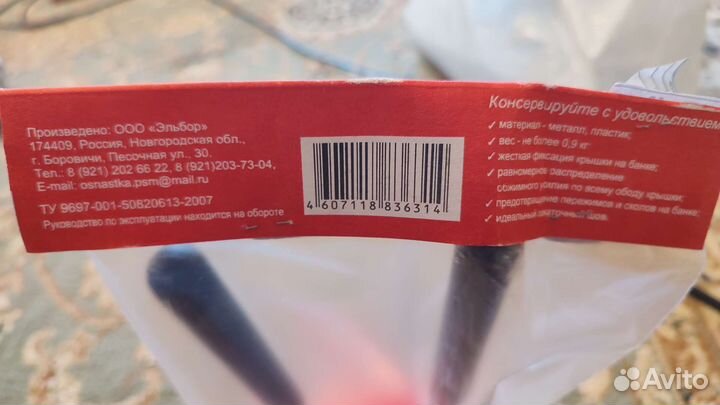 Произведено: ООО «Эльбор»
174409, Россия, Новгородская обл.,
г. Боровичи, Песочная ул., 30.
Тел.: 8 (921) 202 66 22, 8 (921)203-73-04,
E-mail: osnastka.psm@mail.ru
ТУ 9697-001-50820613-2007
Руководство по эксплуатации находится на обороте
4 607118 836314
Консервируйте с удовольствием
✓ материал - металл, пластик;
✓ вес - не более 0,9 кг
✓ жесткая фиксация крышки на банке;
✓ равномерное распределение
обжимного усилия по всему ободу крышки;
✓ предотвращение пережимов и сколов на банке;
✓ идеальный
Avito